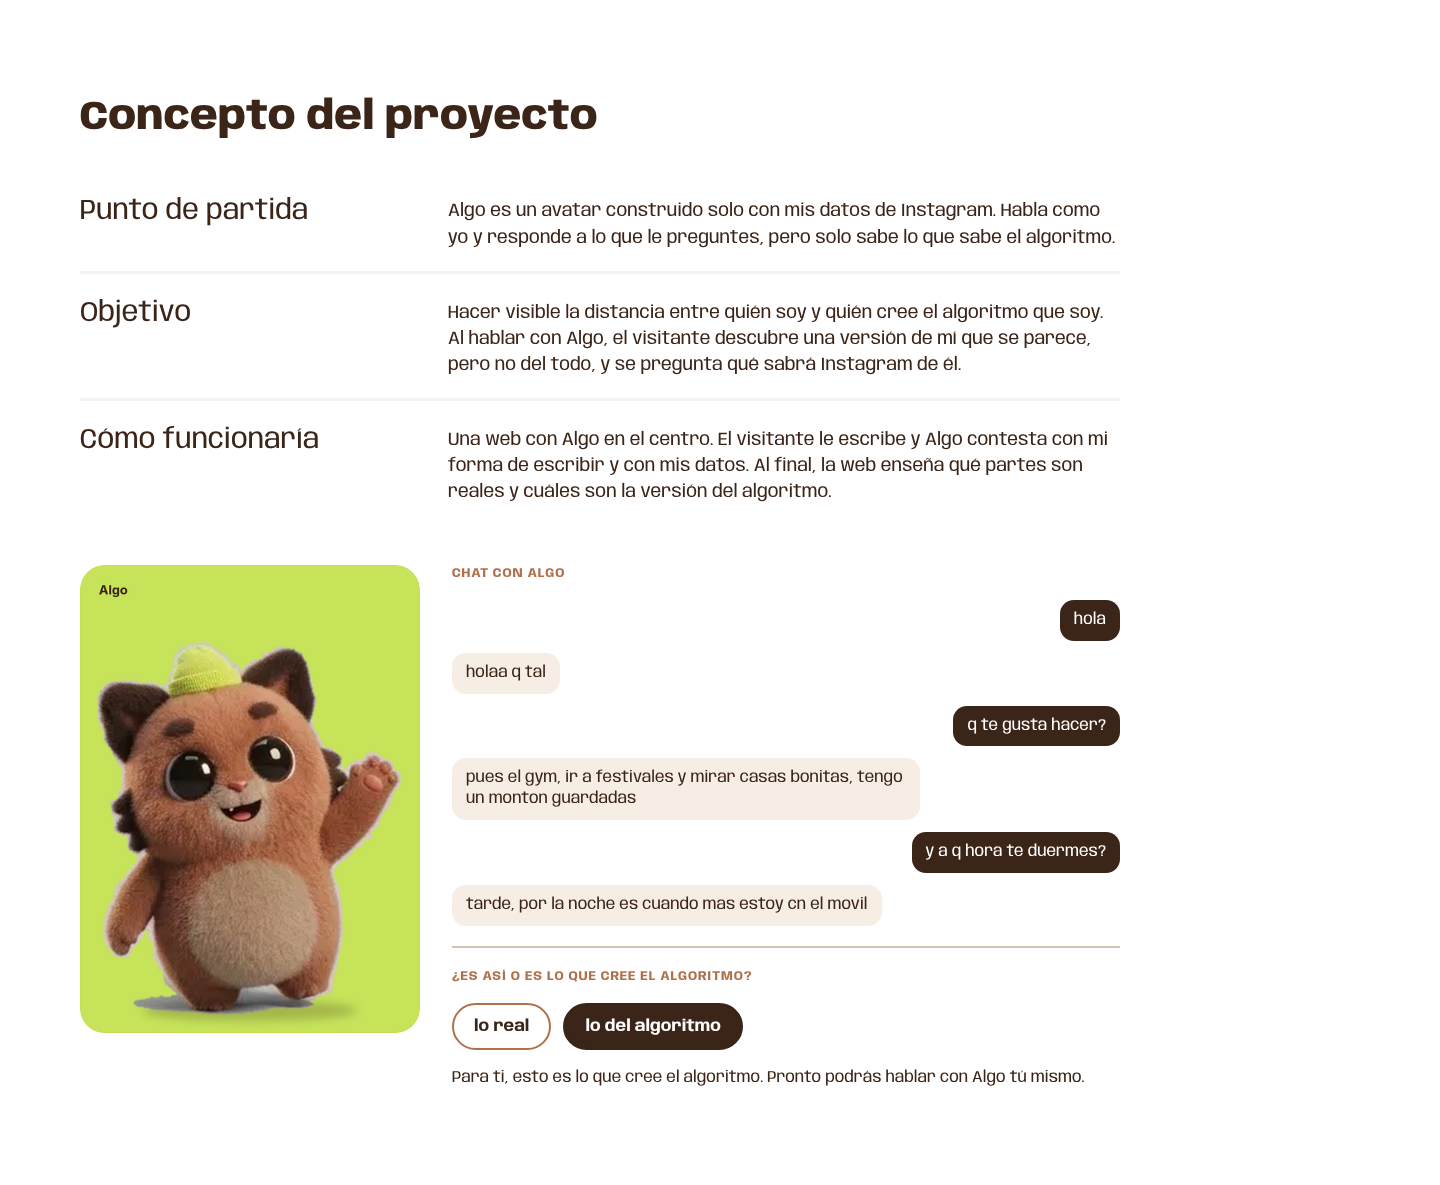 Concepto del proyecto
Punto de partida
Algo es un avatar construido solo con mis datos de Instagram. Habla como
yo y responde a lo que le preguntes, pero solo sabe lo que sabe el algoritmo.
Objetivo
Hacer visible la distancia entre quién soy y quién cree el algoritmo que soy.
Al hablar con Algo, el visitante descubre una versión de mí que se parece,
pero no del todo, y se pregunta qué sabrá Instagram de él.
Cómo funcionaría
Una web con Algo en el centro. El visitante le escribe y Algo contesta con mi
forma de escribir y con mis datos. Al final, la web enseña qué partes son
reales y cuáles son la versión del algoritmo.
Algo
CHAT CON ALGO
hola
holaa q tal
q te gusta hacer?
pues el gym, ir a festivales y mirar casas bonitas, tengo
un monton guardadas
y a q hora te duermes?
tarde, por la noche es cuando mas estoy cn el movil
¿ES ASÍ O ES LO QUE CREE EL ALGORITMO?
lo real
lo del algoritmo
Para ti, esto es lo que cree el algoritmo. Pronto podrás hablar con Algo tú mismo.